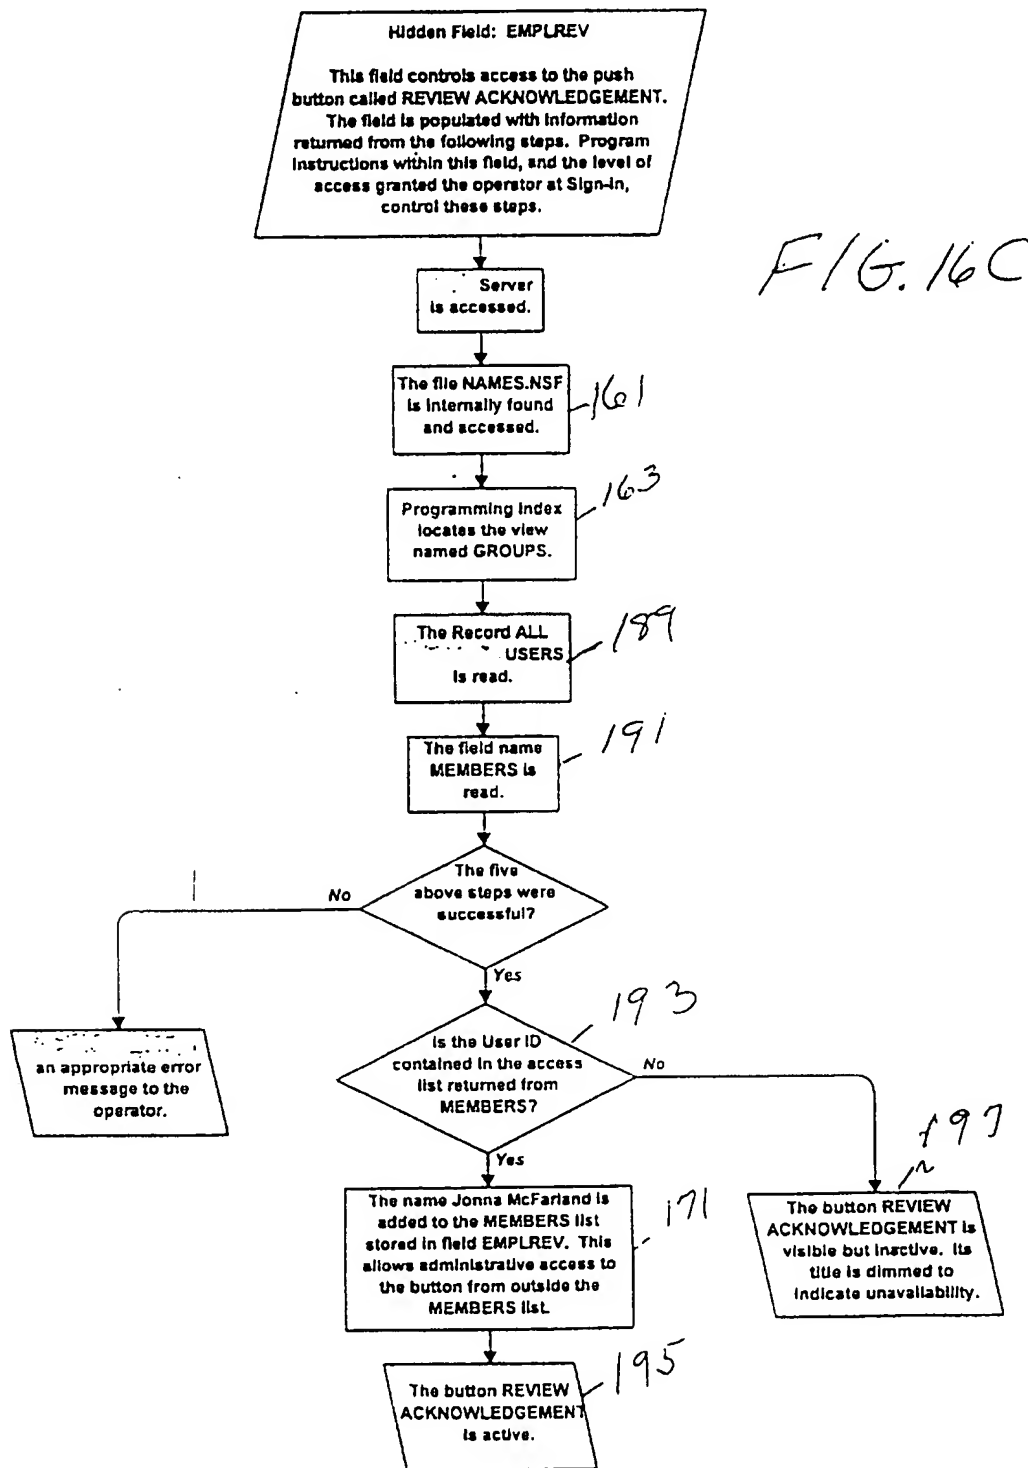 Hidden Field: EMPLREV
This field controls access to the push
button called REVIEW ACKNOWLEDGEMENT.
The field is populated with information
returned from the following steps. Program
Instructions within this field, and the level of
access granted the operator at Sign-in,
control these steps.
FIG. 16C
Server
is accessed.
The file NAMES.NSF
is internally found
and accessed.
161
Programming Index
locates the view
named GROUPS.
163
The Record ALL
USERS
is read.
189
The field name
MEMBERS is
read.
191
The five
above steps were
successful?
No
Yes
an appropriate error
message to the
operator.
Is the User ID
contained in the access
list returned from
MEMBERS?
193
No
Yes
The name Jonna McFarland is
added to the MEMBERS list
stored in field EMPLREV. This
allows administrative access to
the button from outside the
MEMBERS list.
171
The button REVIEW
ACKNOWLEDGEMENT is
visible but inactive. Its
title is dimmed to
indicate unavailability.
197
The button REVIEW
ACKNOWLEDGEMENT
is active.
195